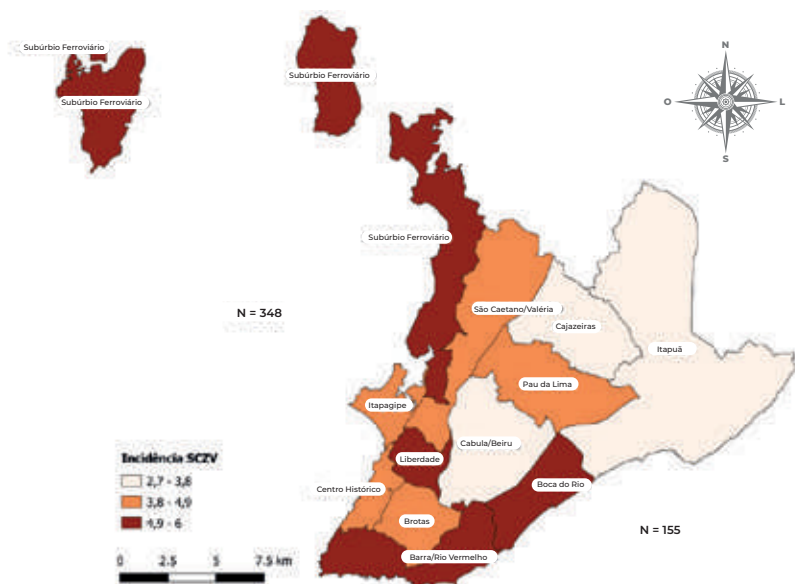 Subúrbio Ferroviário
Subúrbio Ferroviário
Subúrbio Ferroviário
N
O
L
S
Subúrbio Ferroviário
N = 348
São Caetano/Valéria
Cajazeiras
Itapuã
Pau da Lima
Itapagipe
Cabula/Beiru
Liberdade
Incidência SCZV
2,7 - 3,8
3,8 - 4,9
4,9 - 6
Centro Histórico
Boca do Rio
Brotas
N = 155
Barra/Rio Vermelho
0 2.5 5 7.5 km